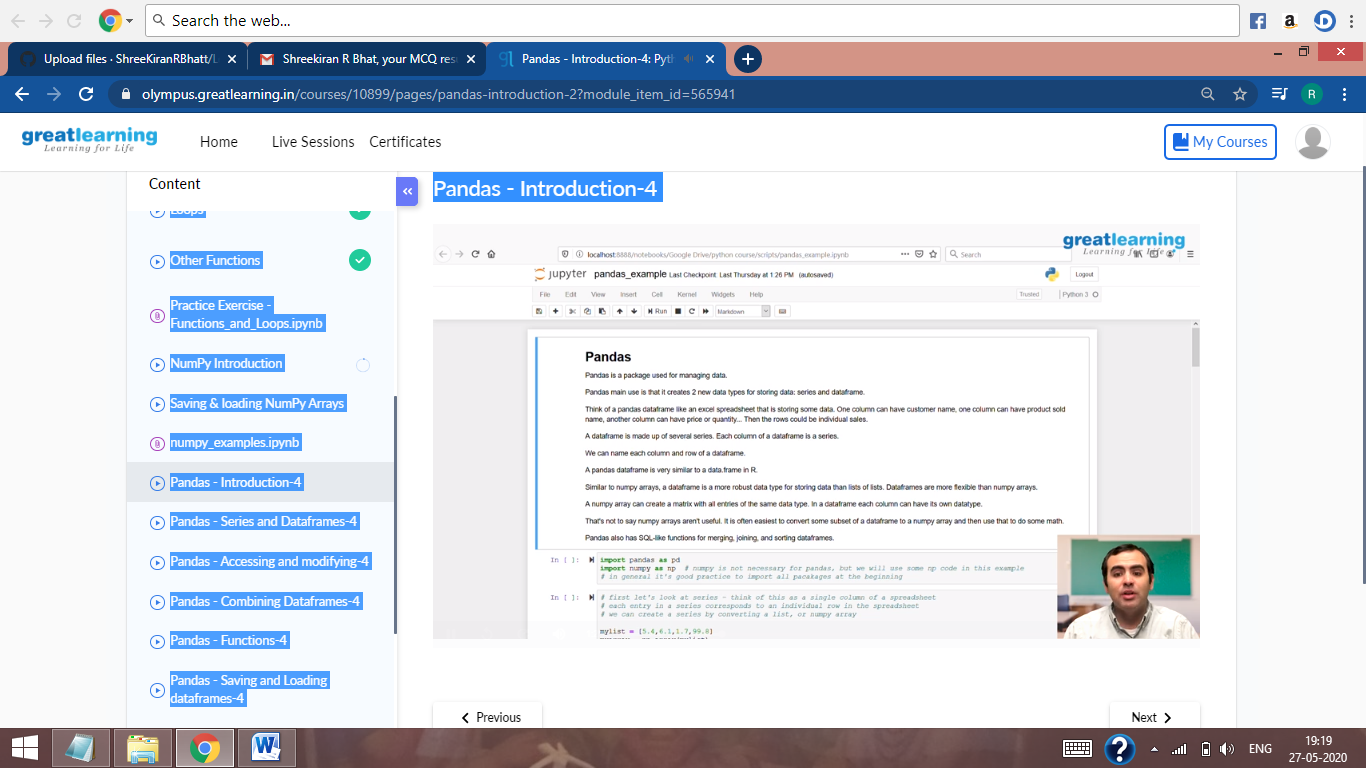 Search the web...
Upload files · ShreeKiranRBhatt/L
Shreekiran R Bhat, your MCQ res
Pandas - Introduction-4: Pyth
olympus.greatlearning.in/courses/10899/pages/pandas-introduction-2?module_item_id=565941
R
greatlearning
Learning for Life
Home
Live Sessions
Certificates
My Courses
Content
Loops
Other Functions
Practice Exercise -
Functions_and_Loops.ipynb
NumPy Introduction
Saving & loading NumPy Arrays
numpy_examples.ipynb
Pandas - Introduction-4
Pandas - Series and Dataframes-4
Pandas - Accessing and modifying-4
Pandas - Combining Dataframes-4
Pandas - Functions-4
Pandas - Saving and Loading
dataframes-4
Pandas - Introduction-4
greatlearning
Learning for Life
localhost:8888/notebooks/Google Drive/python course/scripts/pandas_example.ipynb
Search
jupyter pandas_example Last Checkpoint: Last Thursday at 1:26 PM (autosaved)
Logout
File Edit View Insert Cell Kernel Widgets Help
Trusted
Python 3
Run
Markdown
Pandas
Pandas is a package used for managing data.
Pandas main use is that it creates 2 new data types for storing data: series and dataframe.
Think of a pandas dataframe like an excel spreadsheet that is storing some data. One column can have customer name, one column can have product sold
name, another column can have price or quantity... Then the rows could be individual sales.
A dataframe is made up of several series. Each column of a dataframe is a series.
We can name each column and row of a dataframe.
A pandas dataframe is very similar to a data.frame in R.
Similar to numpy arrays, a dataframe is a more robust data type for storing data than lists of lists. Dataframes are more flexible than numpy arrays.
A numpy array can create a matrix with all entries of the same data type. In a dataframe each column can have its own datatype.
That's not to say numpy arrays aren't useful. It is often easiest to convert some subset of a dataframe to a numpy array and then use that to do some math.
Pandas also has SQL-like functions for merging, joining, and sorting dataframes.
In [ ]:
import pandas as pd
import numpy as np # numpy is not necessary for pandas, but we will use some np code in this example
# in general it's good practice to import all pacakages at the beginning
In [ ]:
# first let's look at series - think of this as a single column of a spreadsheet
# each entry in a series corresponds to an individual row in the spreadsheet
# we can create a series by converting a list, or numpy array
mylist = [5.4,6.1,1.7,99.8]
Previous
Next
ENG
19:19
27-05-2020